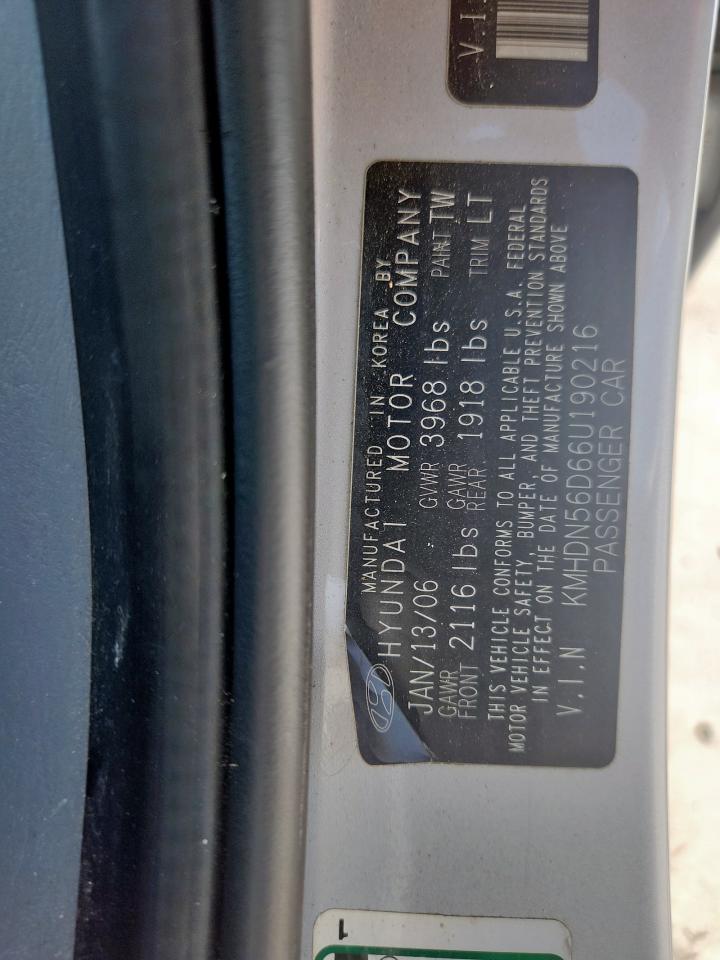 V.I.
MANUFACTURED IN KOREA BY
HYUNDAI MOTOR COMPANY
JAN/13/06 GVWR 3968 lbs PAINT TW
GAWR FRONT 2116 lbs GAWR REAR 1918 lbs TRIM LT
THIS VEHICLE CONFORMS TO ALL APPLICABLE U.S.A. FEDERAL
MOTOR VEHICLE SAFETY, BUMPER, AND THEFT PREVENTION STANDARDS
IN EFFECT ON THE DATE OF MANUFACTURE SHOWN ABOVE
V.I.N KMHDN56D66U190216
PASSENGER CAR
1